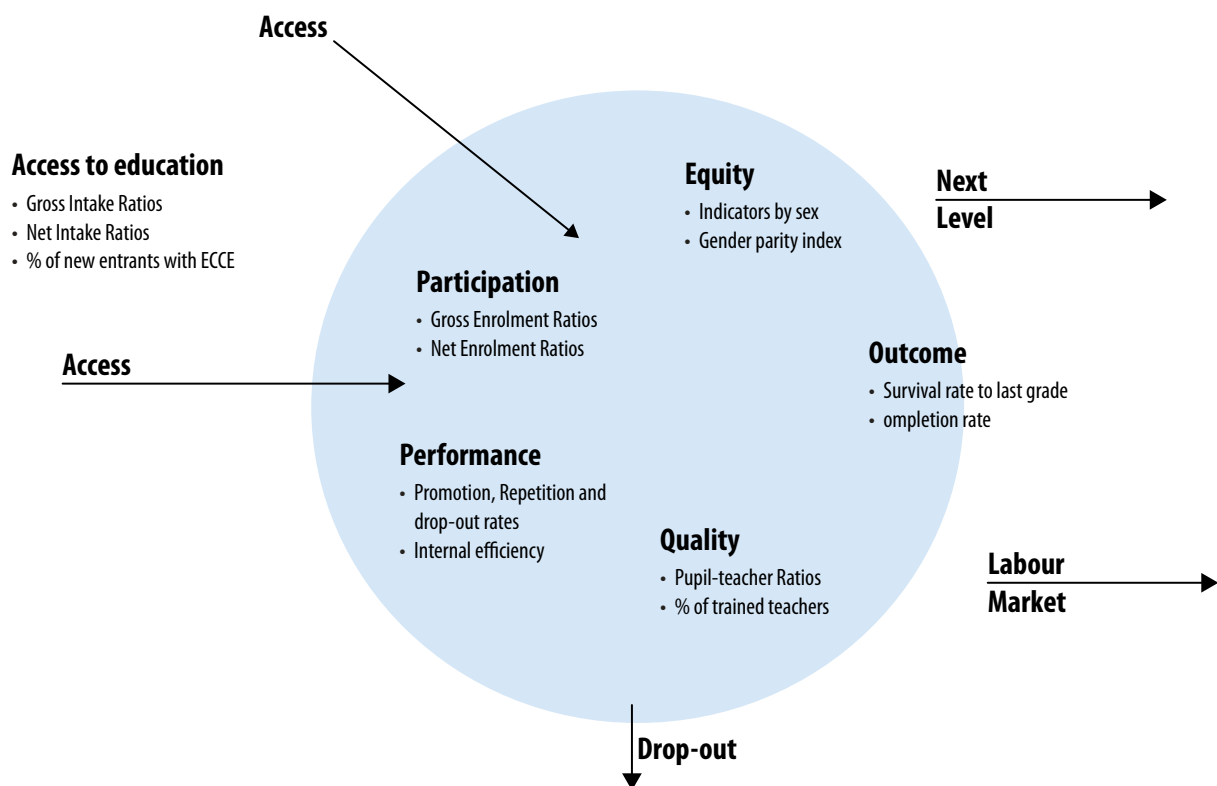 Access
Access to education
• Gross Intake Ratios
• Net Intake Ratios
• % of new entrants with ECCE
Equity
• Indicators by sex
• Gender parity index
Next
Level
Participation
• Gross Enrolment Ratios
• Net Enrolment Ratios
Access
Outcome
• Survival rate to last grade
• ompletion rate
Performance
• Promotion, Repetition and
drop-out rates
• Internal efficiency
Quality
• Pupil-teacher Ratios
• % of trained teachers
Labour
Market
Drop-out